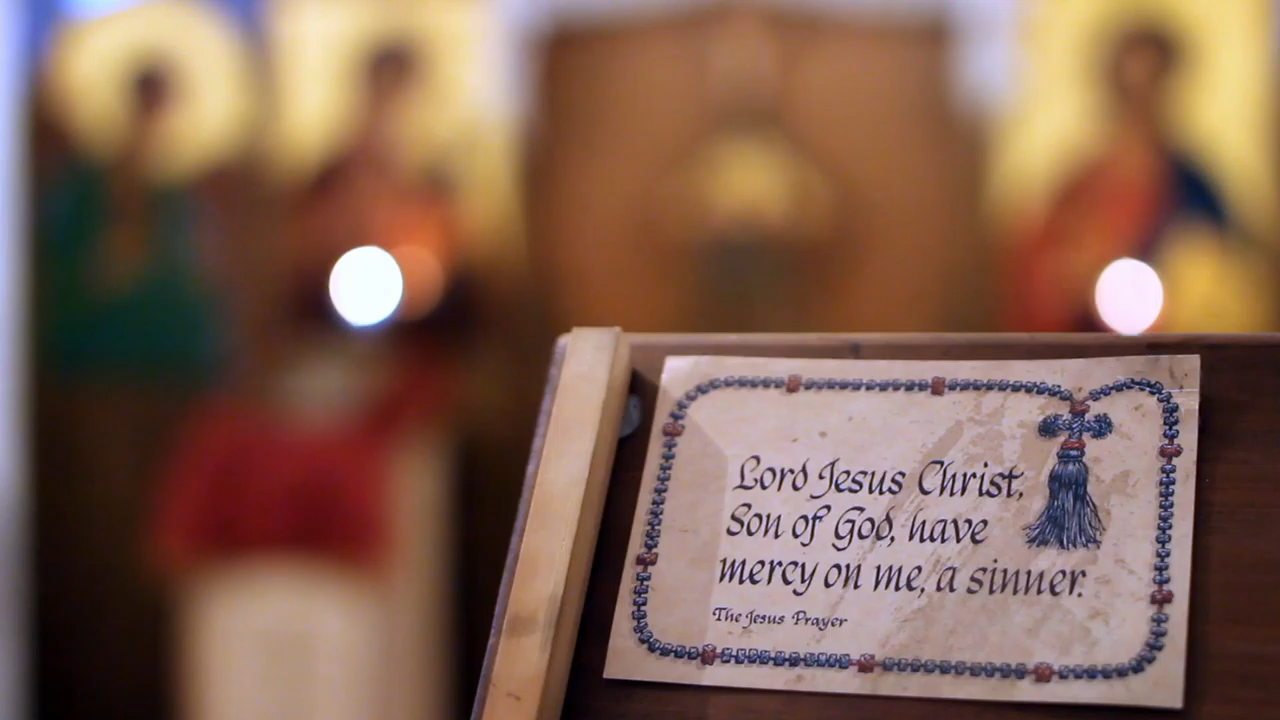 Lord Jesus Christ,
Son of God, have
mercy on me, a sinner.
The Jesus Prayer